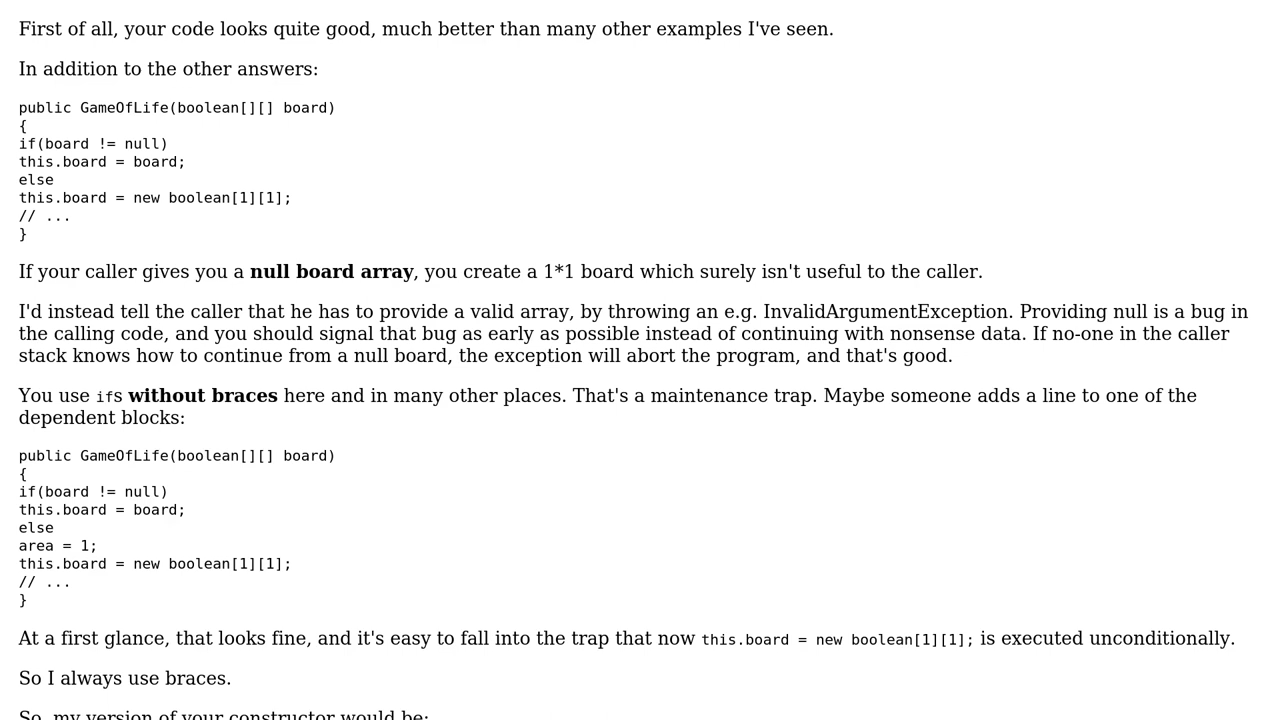 First of all, your code looks quite good, much better than many other examples I've seen.
In addition to the other answers:
public GameOfLife(boolean[][] board)
{
if(board != null)
this.board = board;
else
this.board = new boolean[1][1];
// ...
}
If your caller gives you a null board array, you create a 1*1 board which surely isn't useful to the caller.
I'd instead tell the caller that he has to provide a valid array, by throwing an e.g. InvalidArgumentException. Providing null is a bug in
the calling code, and you should signal that bug as early as possible instead of continuing with nonsense data. If no-one in the caller
stack knows how to continue from a null board, the exception will abort the program, and that's good.
You use ifs without braces here and in many other places. That's a maintenance trap. Maybe someone adds a line to one of the
dependent blocks:
public GameOfLife(boolean[][] board)
{
if(board != null)
this.board = board;
else
area = 1;
this.board = new boolean[1][1];
// ...
}
At a first glance, that looks fine, and it's easy to fall into the trap that now this.board = new boolean[1][1]; is executed unconditionally.
So I always use braces.
So, my version of your constructor would be: